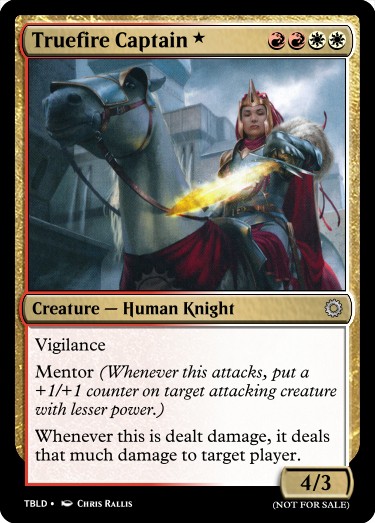 Truefire Captain ★
Creature — Human Knight
Vigilance
Mentor (Whenever this attacks, put a
+1/+1 counter on target attacking creature
with lesser power.)
Whenever this is dealt damage, it deals
that much damage to target player.
4/3
TBLD • Chris Rallis
(NOT FOR SALE)